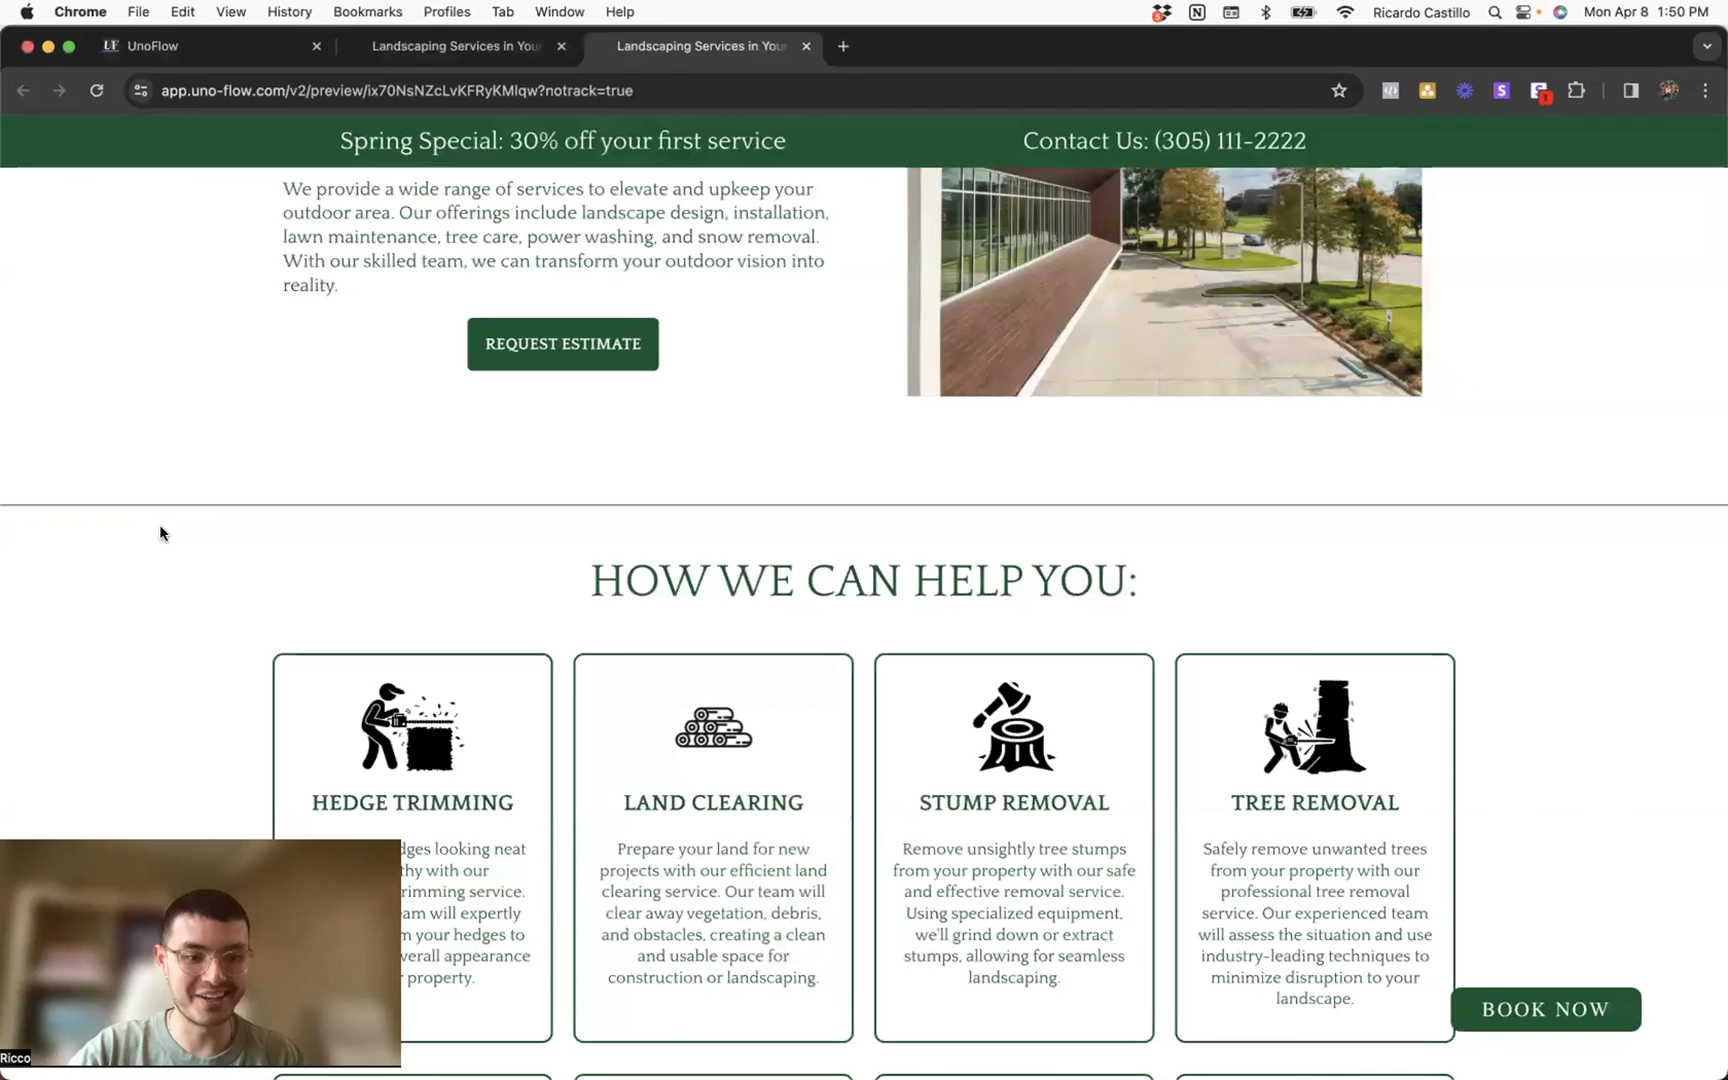 Chrome File Edit View History Bookmarks Profiles Tab Window Help
Ricardo Castillo Mon Apr 8 1:50 PM
UnoFlow
Landscaping Services in You
Landscaping Services in Your
app.uno-flow.com/v2/preview/ix70NsNZcLvKFRyKMlqw?notrack=true
Spring Special: 30% off your first service
Contact Us: (305) 111-2222
We provide a wide range of services to elevate and upkeep your
outdoor area. Our offerings include landscape design, installation,
lawn maintenance, tree care, power washing, and snow removal.
With our skilled team, we can transform your outdoor vision into
reality.
REQUEST ESTIMATE
HOW WE CAN HELP YOU:
HEDGE TRIMMING
dges looking neat
thy with our
rimming service.
eam will expertly
m your hedges to
verall appearance
property.
LAND CLEARING
Prepare your land for new
projects with our efficient land
clearing service. Our team will
clear away vegetation, debris,
and obstacles, creating a clean
and usable space for
construction or landscaping.
STUMP REMOVAL
Remove unsightly tree stumps
from your property with our safe
and effective removal service.
Using specialized equipment,
we'll grind down or extract
stumps, allowing for seamless
landscaping.
TREE REMOVAL
Safely remove unwanted trees
from your property with our
professional tree removal
service. Our experienced team
will assess the situation and use
industry-leading techniques to
minimize disruption to your
landscape.
BOOK NOW
Ricco